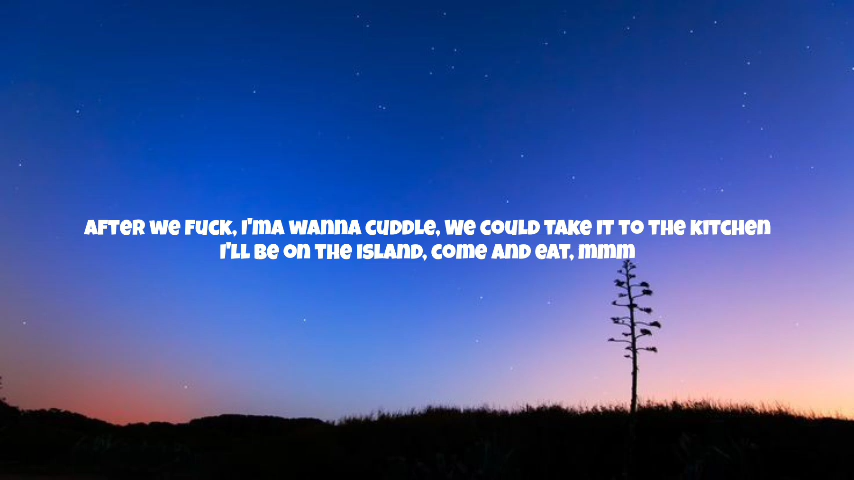 After we fuck, I'ma wanna cuddle, we could take it to the kitchen
I'll be on the island, come and eat, mmm